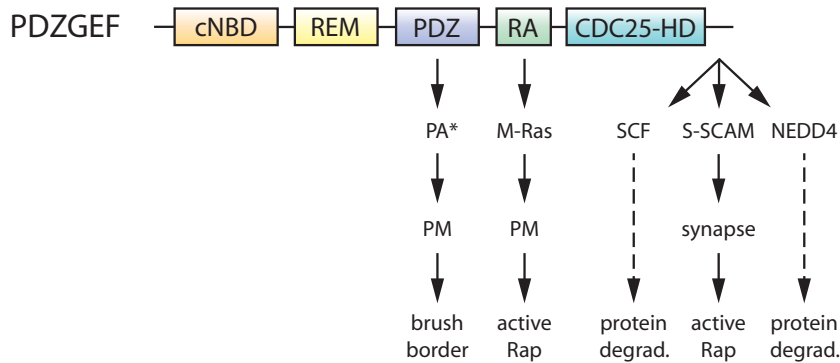 PDZGEF cNBD REM PDZ RA CDC25-HD
PA* M-Ras SCF S-SCAM NEDD4
PM PM synapse
brush active protein active protein
border Rap degrad. Rap degrad.